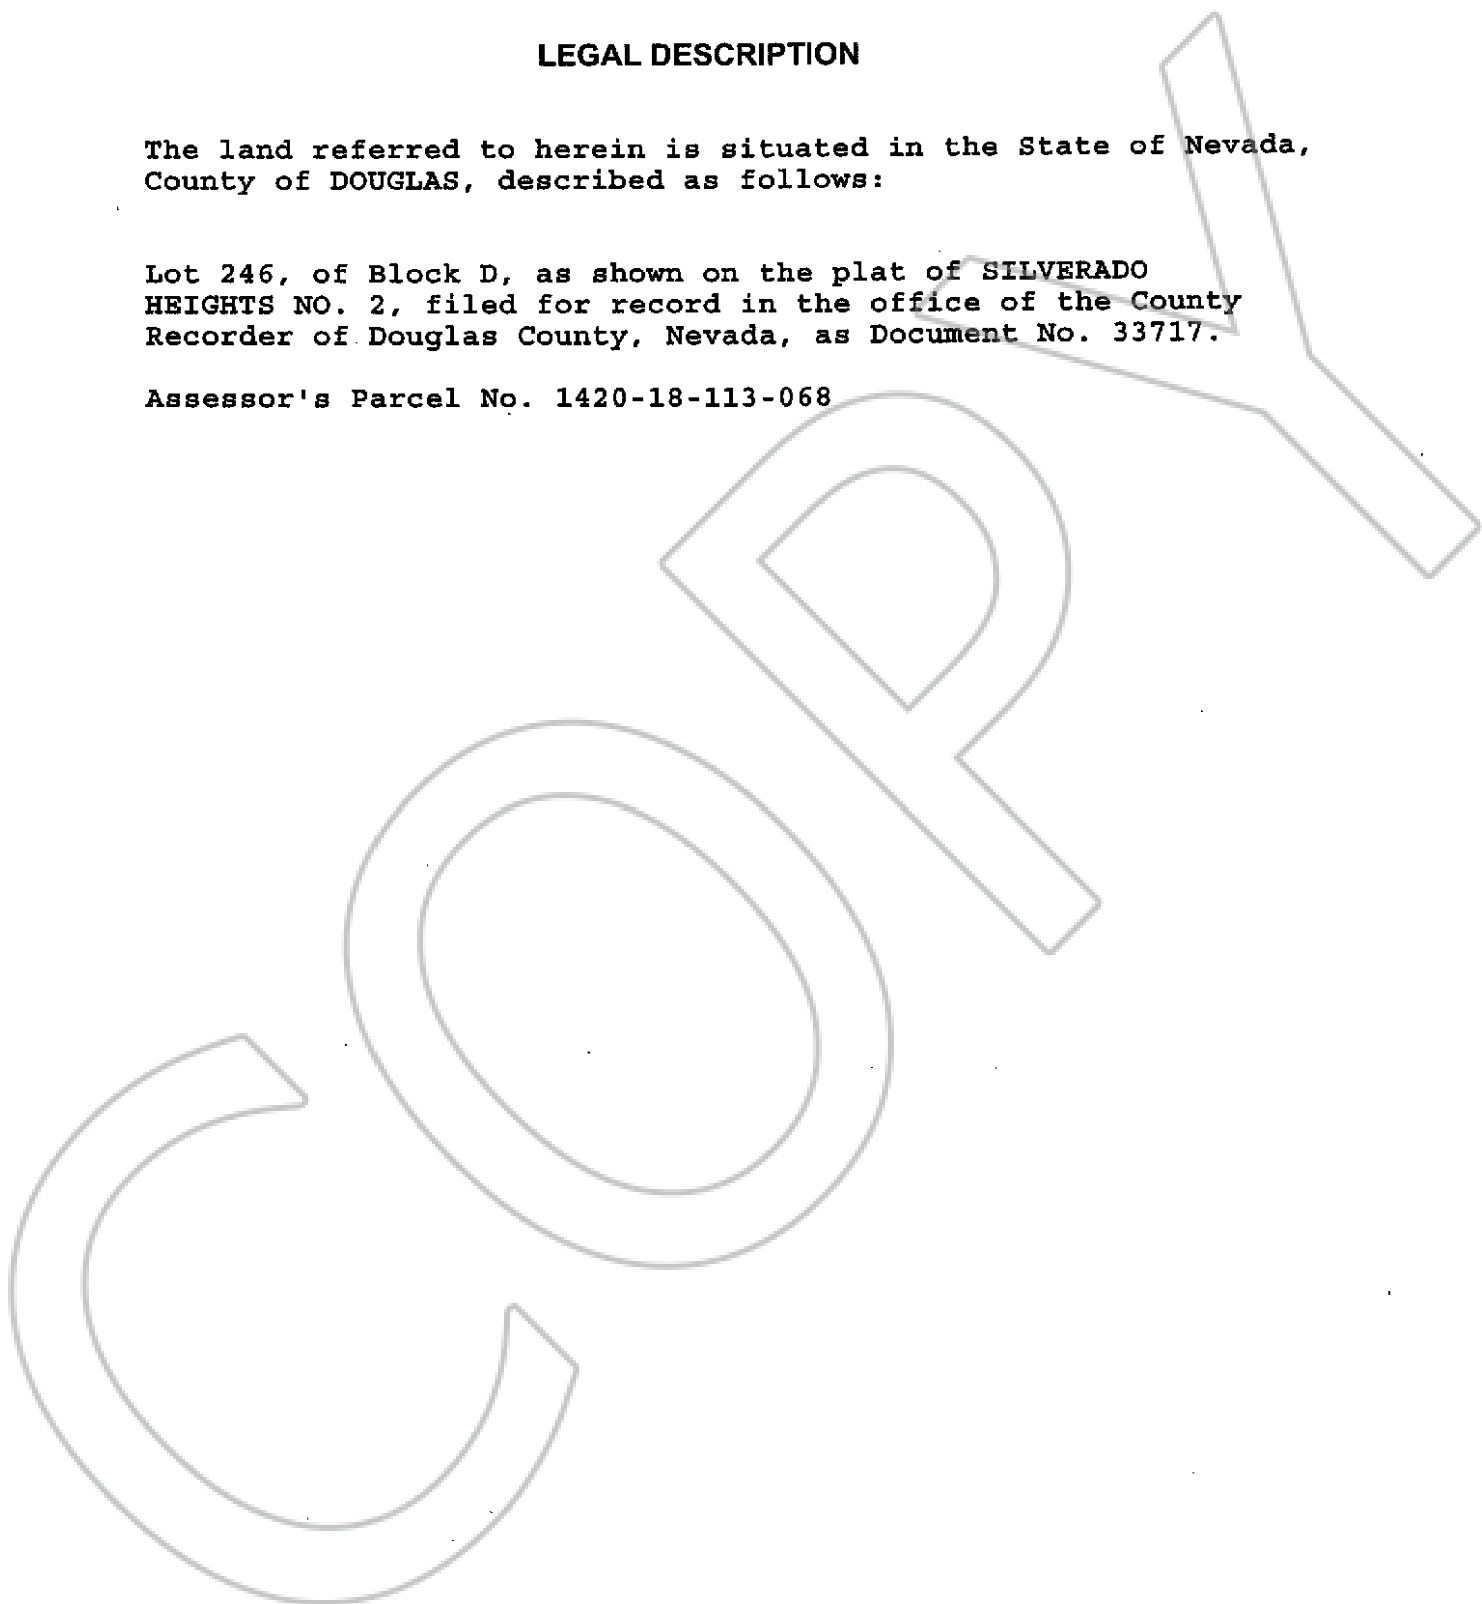 LEGAL DESCRIPTION
The land referred to herein is situated in the State of Nevada,
County of DOUGLAS, described as follows:
Lot 246, of Block D, as shown on the plat of SILVERADO
HEIGHTS NO. 2, filed for record in the office of the County
Recorder of Douglas County, Nevada, as Document No. 33717.
Assessor's Parcel No. 1420-18-113-068
COPY